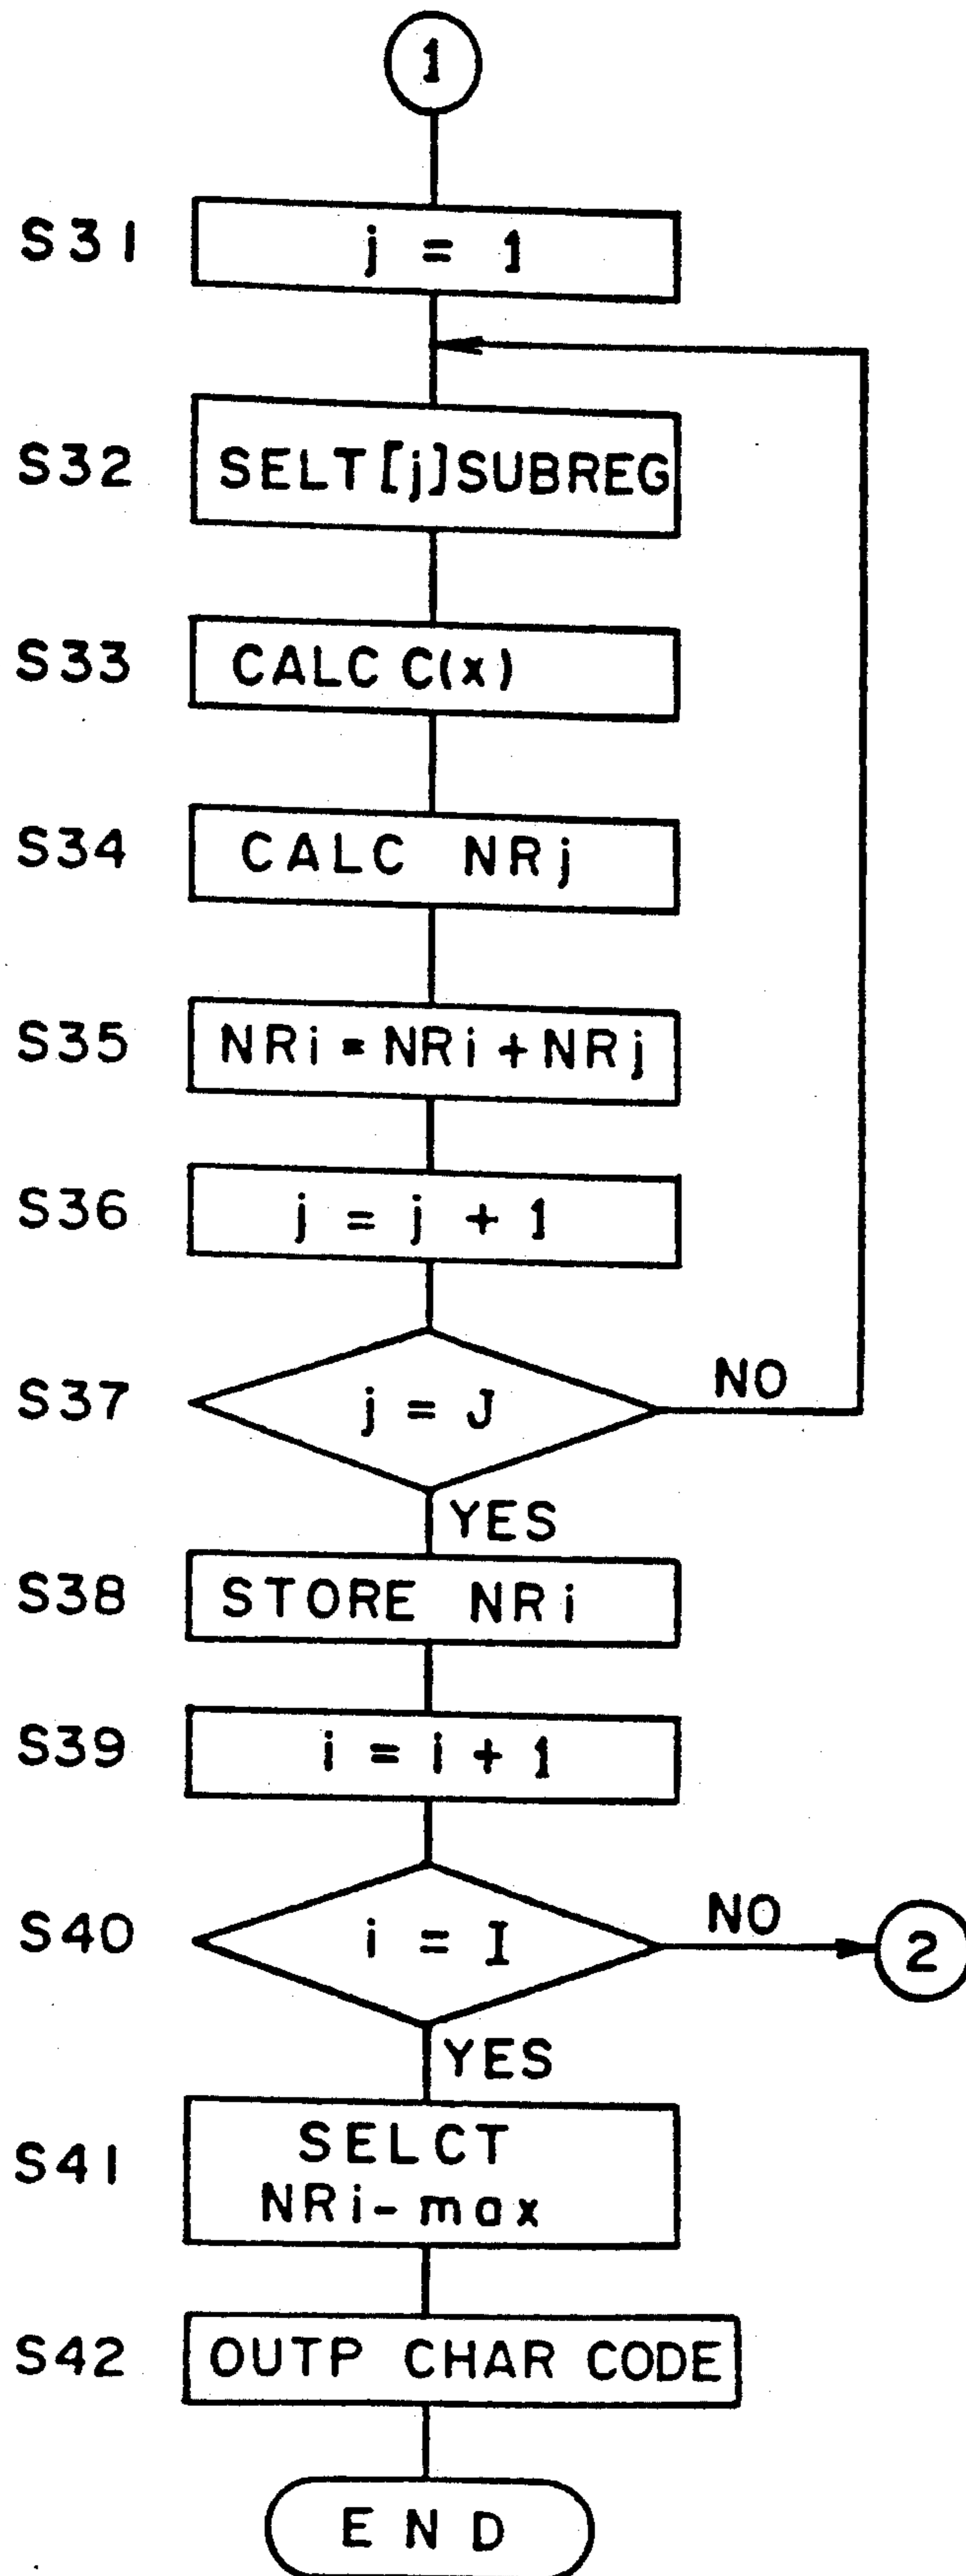 1
S31 j = 1
S32 SELT[j]SUBREG
S33 CALC C(x)
S34 CALC NRj
S35 NRi = NRi + NRj
S36 j = j + 1
S37 j = J NO
YES
S38 STORE NRi
S39 i = i + 1
S40 i = I NO 2
YES
S41 SELCT
NRi-max
S42 OUTP CHAR CODE
END